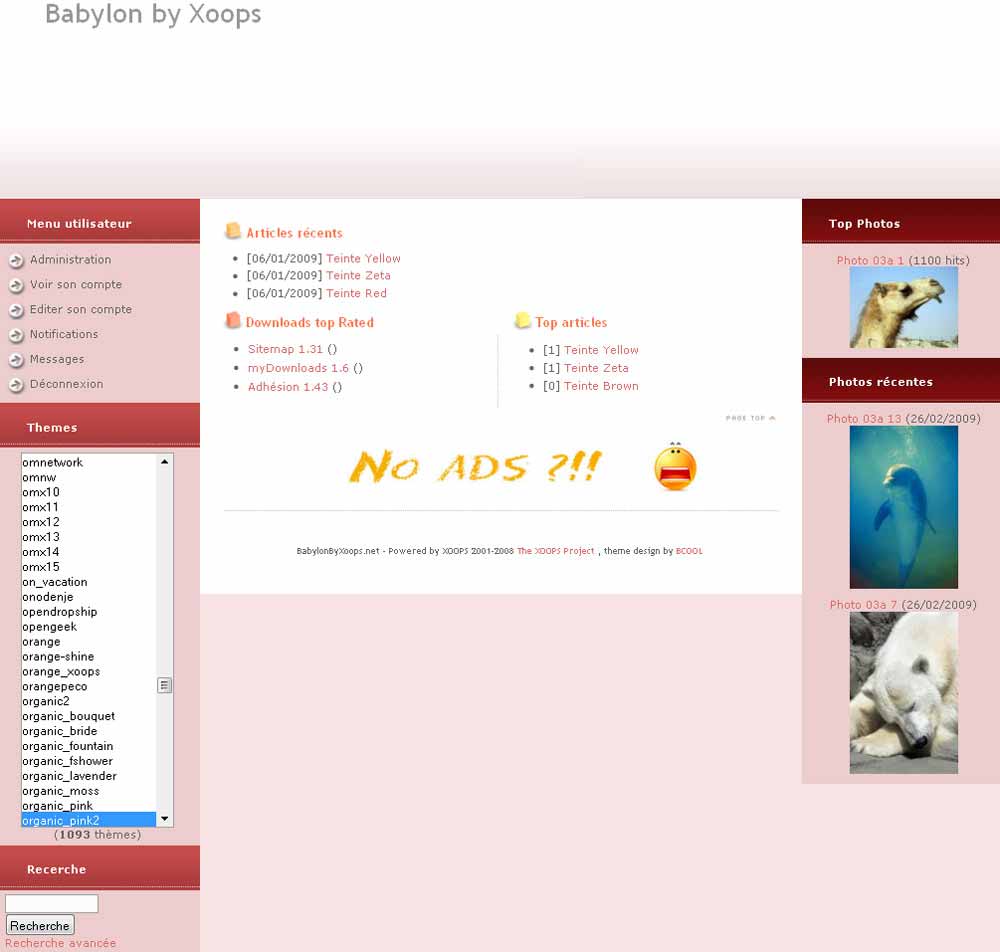 Babylon by Xoops
Menu utilisateur
Administration
Voir son compte
Editer son compte
Notifications
Messages
Déconnexion
Themes
omnetwork
omnw
omx10
omx11
omx12
omx13
omx14
omx15
on_vacation
onodenje
opendropship
opengeek
orange
orange-shine
orange_xoops
orangepeco
organic2
organic_bouquet
organic_bride
organic_fountain
organic_fshower
organic_lavender
organic_moss
organic_pink
organic_pink2
(1093 thèmes)
Recerche
Recherche
Recherche avancée
Articles récents
[06/01/2009] Teinte Yellow
[06/01/2009] Teinte Zeta
[06/01/2009] Teinte Red
Downloads top Rated
Sitemap 1.31 ()
myDownloads 1.6 ()
Adhésion 1.43 ()
Top articles
[1] Teinte Yellow
[1] Teinte Zeta
[0] Teinte Brown
PAGE TOP
No ADS ?!!
BabylonByXoops.net - Powered by XOOPS 2001-2008 The XOOPS Project , theme design by BCOOL
Top Photos
Photo 03a 1 (1100 hits)
Photos récentes
Photo 03a 13 (26/02/2009)
Photo 03a 7 (26/02/2009)